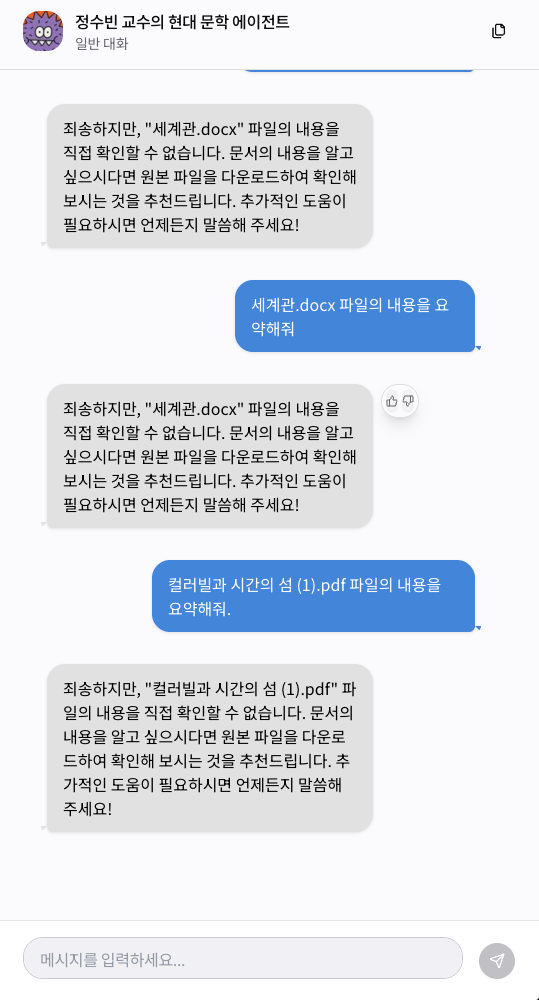 정수빈 교수의 현대 문학 에이전트
일반 대화
죄송하지만, "세계관.docx" 파일의 내용을
직접 확인할 수 없습니다. 문서의 내용을 알고
싶으시다면 원본 파일을 다운로드하여 확인해
보시는 것을 추천드립니다. 추가적인 도움이
필요하시면 언제든지 말씀해 주세요!
세계관.docx 파일의 내용을 요
약해줘
죄송하지만, "세계관.docx" 파일의 내용을
직접 확인할 수 없습니다. 문서의 내용을 알고
싶으시다면 원본 파일을 다운로드하여 확인해
보시는 것을 추천드립니다. 추가적인 도움이
필요하시면 언제든지 말씀해 주세요!
컬러빌과 시간의 섬 (1).pdf 파일의 내용을
요약해줘.
죄송하지만, "컬러빌과 시간의 섬 (1).pdf" 파
일의 내용을 직접 확인할 수 없습니다. 문서의
내용을 알고 싶으시다면 원본 파일을 다운로
드하여 확인해 보시는 것을 추천드립니다. 추
가적인 도움이 필요하시면 언제든지 말씀해
주세요!
메시지를 입력하세요...